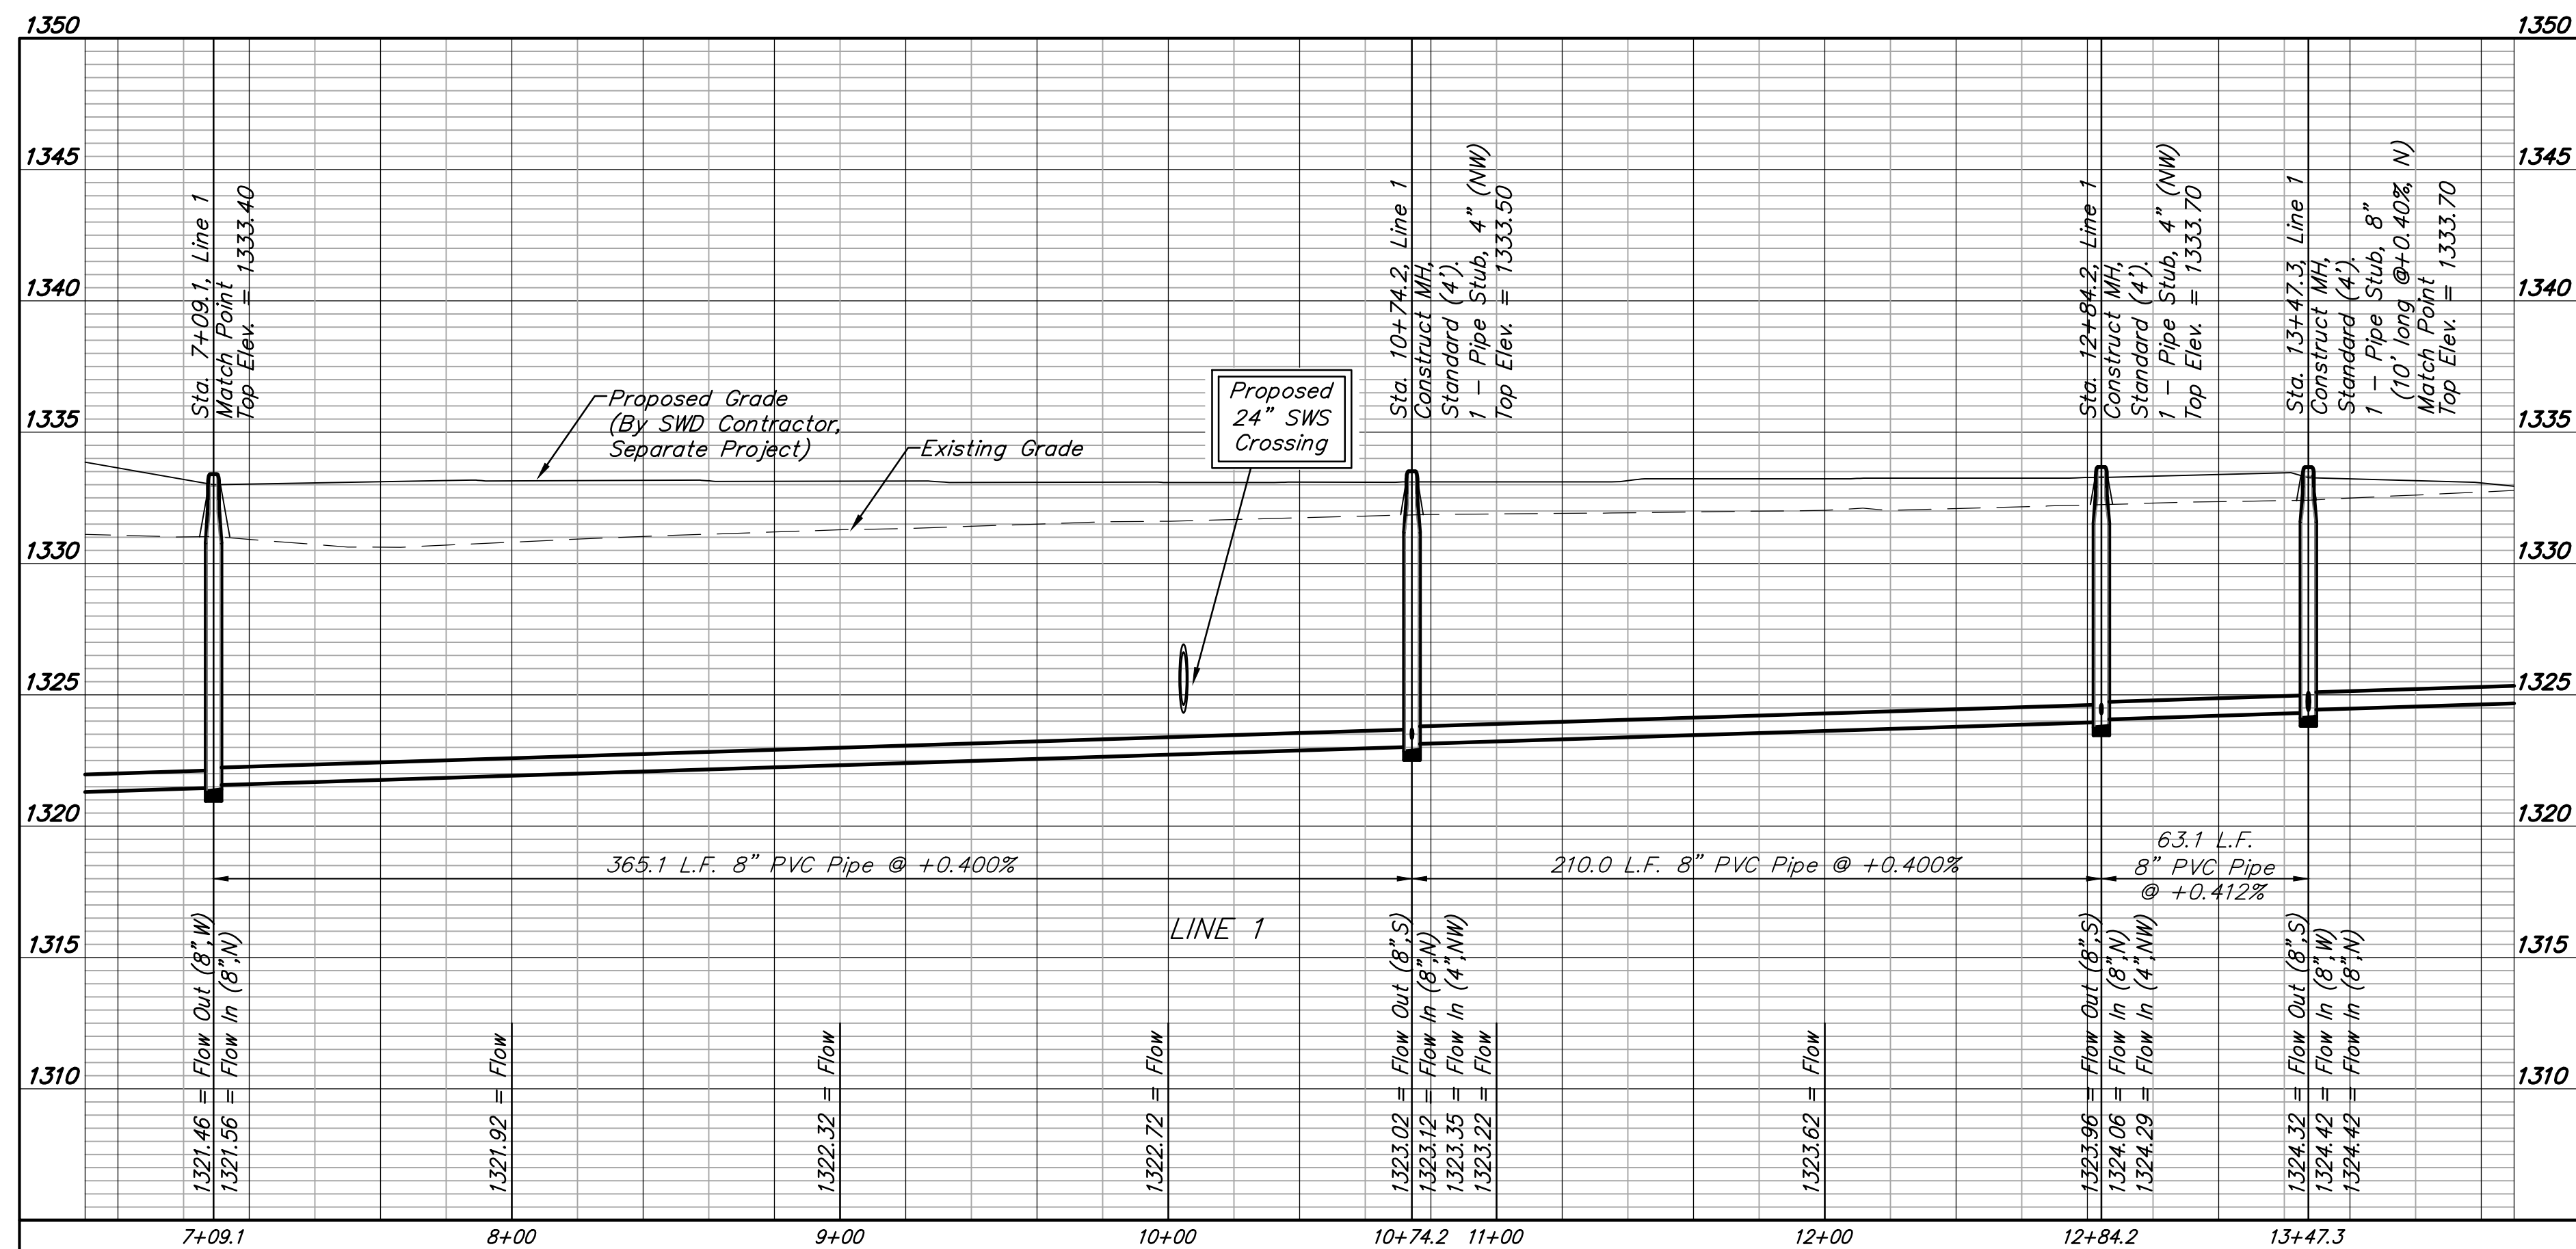 1350
1350
1345
1345
1340
1340
1335
1335
1330
1330
1325
1325
1320
1320
1315
1315
1310
1310
Sta. 7+09.1, Line 1
Match Point
Top Elev. = 1333.40
Proposed Grade
(By SWD Contractor,
Separate Project)
Existing Grade
Proposed
24" SWS
Crossing
Sta. 10+74.2, Line 1
Construct MH,
Standard (4').
1 - Pipe Stub, 4" (NW)
Top Elev. = 1333.50
Sta. 12+84.2, Line 1
Construct MH,
Standard (4').
1 - Pipe Stub, 4" (NW)
Top Elev. = 1333.70
Sta. 13+47.3, Line 1
Construct MH,
Standard (4').
1 - Pipe Stub, 8"
(10' long @+0.40%, N)
Match Point
Top Elev. = 1333.70
365.1 L.F. 8" PVC Pipe @ +0.400%
210.0 L.F. 8" PVC Pipe @ +0.400%
63.1 L.F.
8" PVC Pipe
@ +0.412%
LINE 1
1321.46 = Flow Out (8",W)
1321.56 = Flow In (8",N)
1321.92 = Flow
1322.32 = Flow
1322.72 = Flow
1323.02 = Flow Out (8",S)
1323.12 = Flow In (8",N)
1323.35 = Flow In (4",NW)
1323.22 = Flow
1323.62 = Flow
1323.96 = Flow Out (8",S)
1324.06 = Flow In (8",N)
1324.29 = Flow In (4",NW)
1324.32 = Flow Out (8",S)
1324.42 = Flow In (8",W)
1324.42 = Flow In (8",N)
7+09.1
8+00
9+00
10+00
10+74.2
11+00
12+00
12+84.2
13+47.3